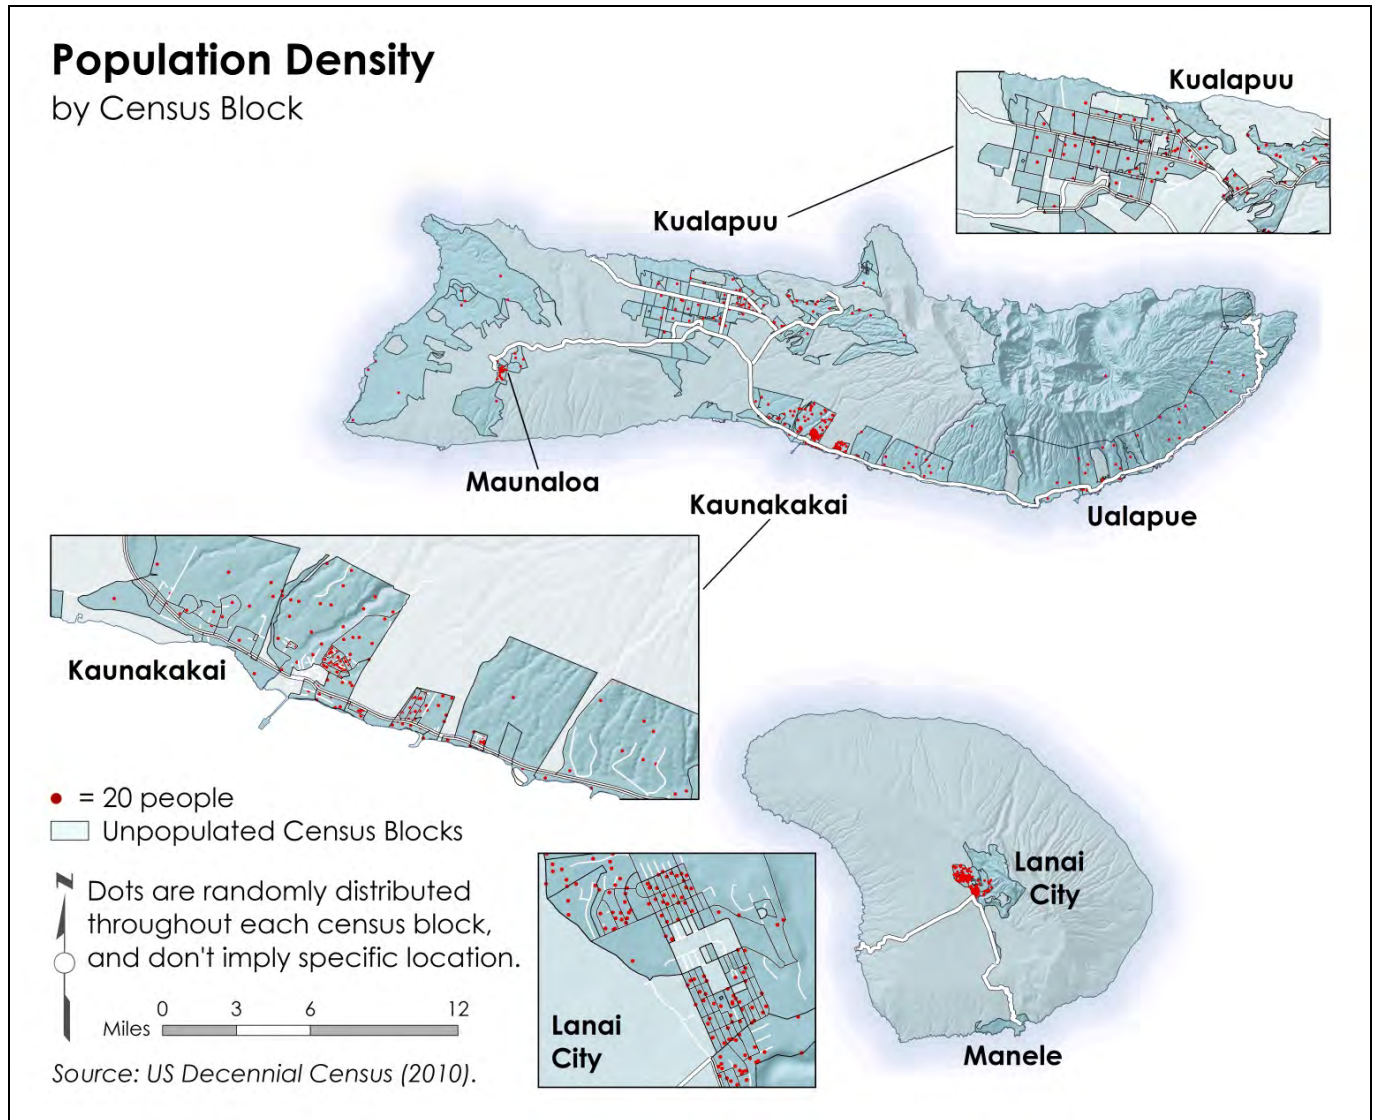 Population Density
by Census Block
Kualapuu
Kualapuu
Maunaloa
Kaunakakai
Ualapue
Kaunakakai
= 20 people
Unpopulated Census Blocks
N
Dots are randomly distributed
throughout each census block,
and don't imply specific location.
0 3 6 12
Miles
Source: US Decennial Census (2010).
Lanai
City
Lanai
City
Manele